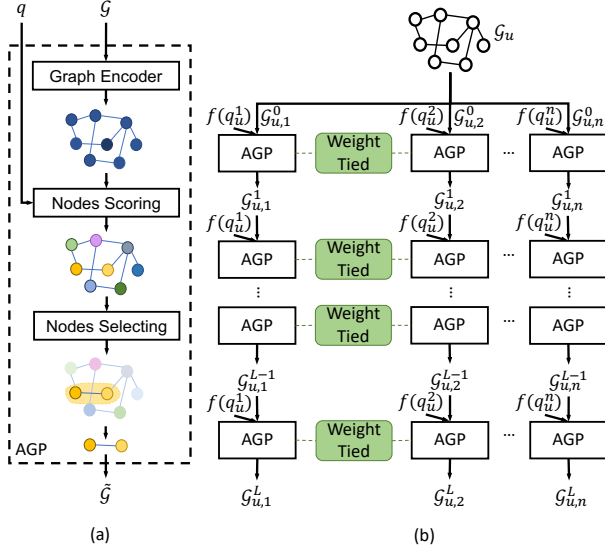 q
𝒢
Graph Encoder
Nodes Scoring
Nodes Selecting
AGP
𝒢̃
(a)
𝒢_u
f(q_u^1) 𝒢_{u,1}^0 f(q_u^2) 𝒢_{u,2}^0 f(q_u^n) 𝒢_{u,n}^0
AGP Weight Tied AGP ... AGP
𝒢_{u,1}^1 𝒢_{u,2}^1 𝒢_{u,n}^1
f(q_u^1) f(q_u^2) f(q_u^n)
AGP Weight Tied AGP ... AGP
⋮ ⋮ ⋮
AGP Weight Tied AGP ... AGP
𝒢_{u,1}^{L-1} 𝒢_{u,2}^{L-1} 𝒢_{u,n}^{L-1}
f(q_u^1) f(q_u^2) f(q_u^n)
AGP Weight Tied AGP ... AGP
𝒢_{u,1}^L 𝒢_{u,2}^L 𝒢_{u,n}^L
(b)